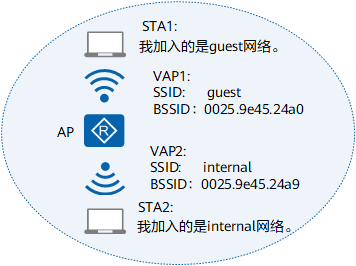 STA1:
我加入的是guest网络。
VAP1:
SSID: guest
BSSID：0025.9e45.24a0
AP
R
VAP2:
SSID: internal
BSSID：0025.9e45.24a9
STA2:
我加入的是internal网络。